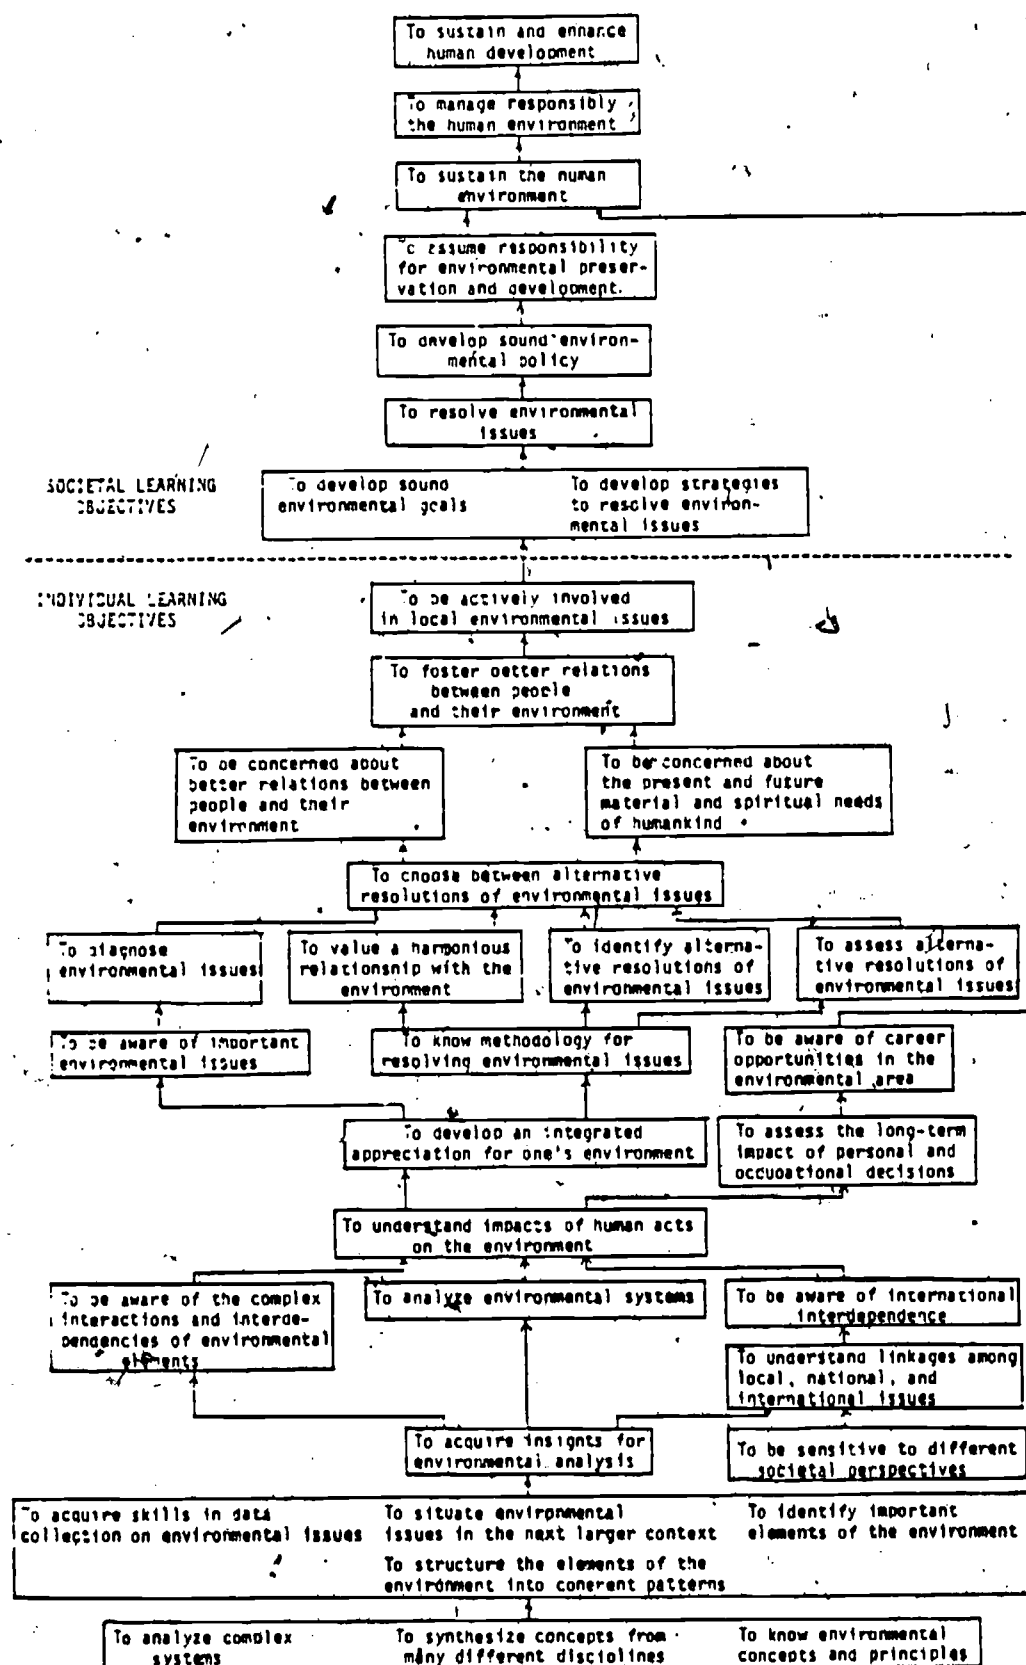 To sustain and enhance
human development
To manage responsibly
the human environment
To sustain the human
environment
To assume responsibility
for environmental preser-
vation and development.
To develop sound environ-
mental policy
To resolve environmental
issues
SOCIETAL LEARNING
OBJECTIVES
To develop sound
environmental goals
To develop strategies
to resolve environ-
mental issues
INDIVIDUAL LEARNING
OBJECTIVES
To be actively involved
in local environmental issues
To foster better relations
between people
and their environment
To be concerned about
better relations between
people and their
environment
To be concerned about
the present and future
material and spiritual needs
of humankind
To choose between alternative
resolutions of environmental issues
To diagnose
environmental issues
To value a harmonious
relationship with the
environment
To identify alterna-
tive resolutions of
environmental issues
To assess alterna-
tive resolutions of
environmental issues
To be aware of important
environmental issues
To know methodology for
resolving environmental issues
To be aware of career
opportunities in the
environmental area
To develop an integrated
appreciation for one's environment
To assess the long-term
impact of personal and
occupational decisions
To understand impacts of human acts
on the environment
To be aware of the complex
interactions and interde-
pendencies of environmental
elements
To analyze environmental systems
To be aware of international
interdependence
To understand linkages among
local, national, and
international issues
To acquire insights for
environmental analysis
To be sensitive to different
societal perspectives
To acquire skills in data
collection on environmental issues
To situate environmental
issues in the next larger context
To identify important
elements of the environment
To structure the elements of the
environment into coherent patterns
To analyze complex
systems
To synthesize concepts from
many different disciplines
To know environmental
concepts and principles